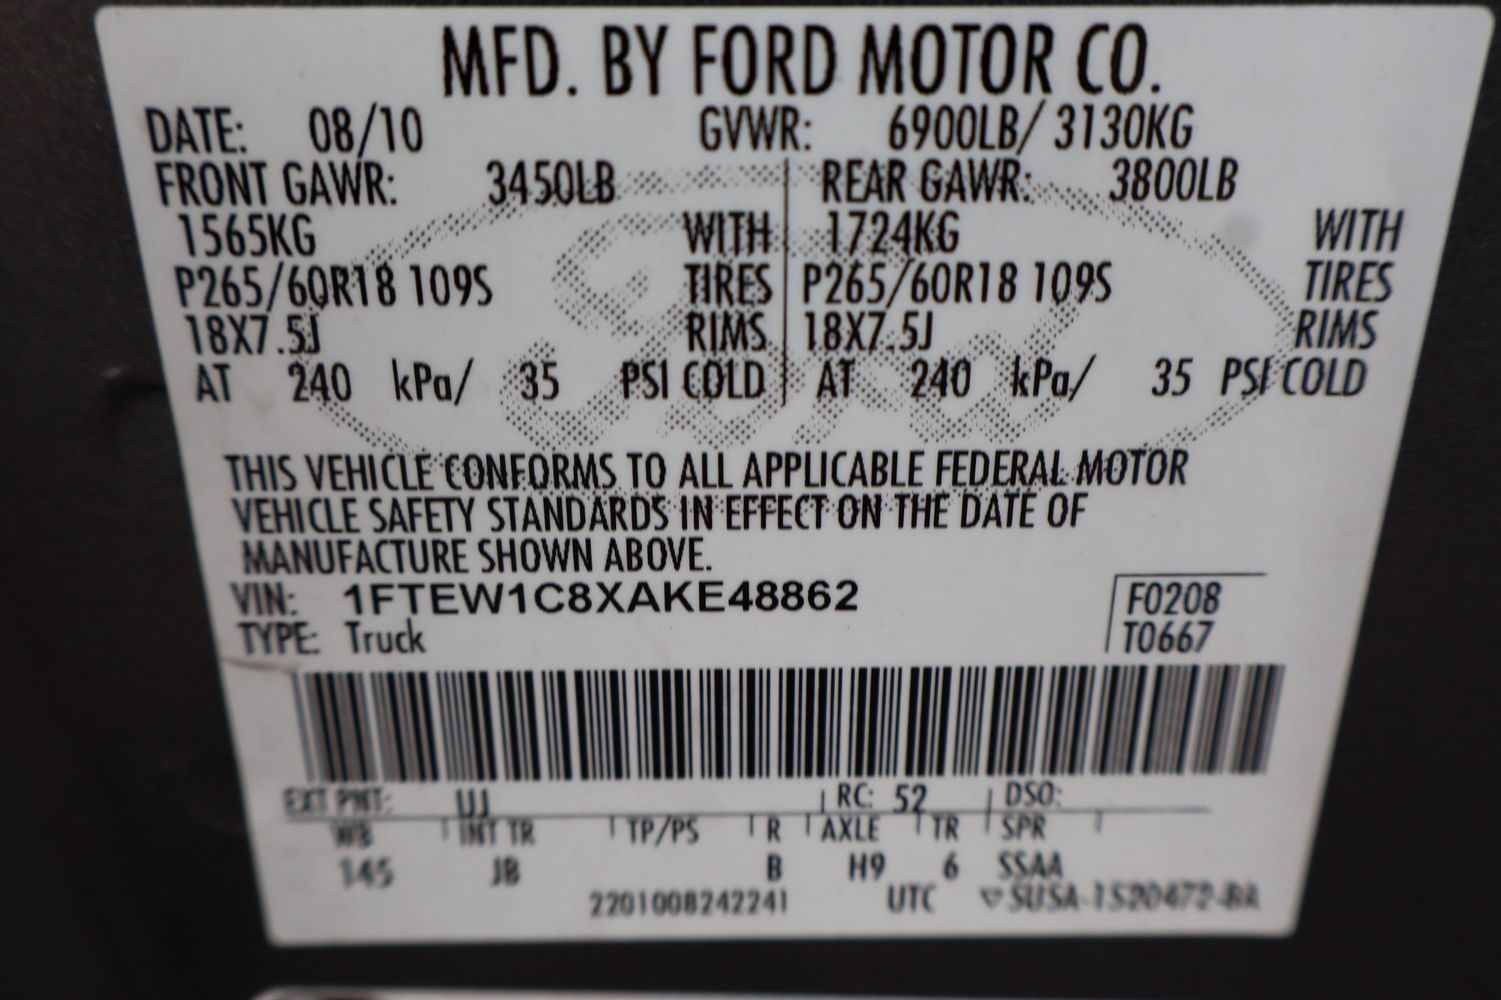 MFD. BY FORD MOTOR CO.
DATE: 08/10 GVWR: 6900LB/ 3130KG
FRONT GAWR: 3450LB REAR GAWR: 3800LB
1565KG WITH 1724KG WITH
P265/60R18 109S TIRES P265/60R18 109S TIRES
18X7.5J RIMS 18X7.5J RIMS
AT 240 kPa/ 35 PSI COLD AT 240 kPa/ 35 PSI COLD
THIS VEHICLE CONFORMS TO ALL APPLICABLE FEDERAL MOTOR
VEHICLE SAFETY STANDARDS IN EFFECT ON THE DATE OF
MANUFACTURE SHOWN ABOVE.
VIN: 1FTEW1C8XAKE48862 F0208
TYPE: Truck T0667
EXT PNT: UJ RC: 52 DSO:
WB INT TR TP/PS R AXLE TR SPR
145 JB B H9 6 SSAA
2201008242241 UTC ▽ SUSA-1520472-BA